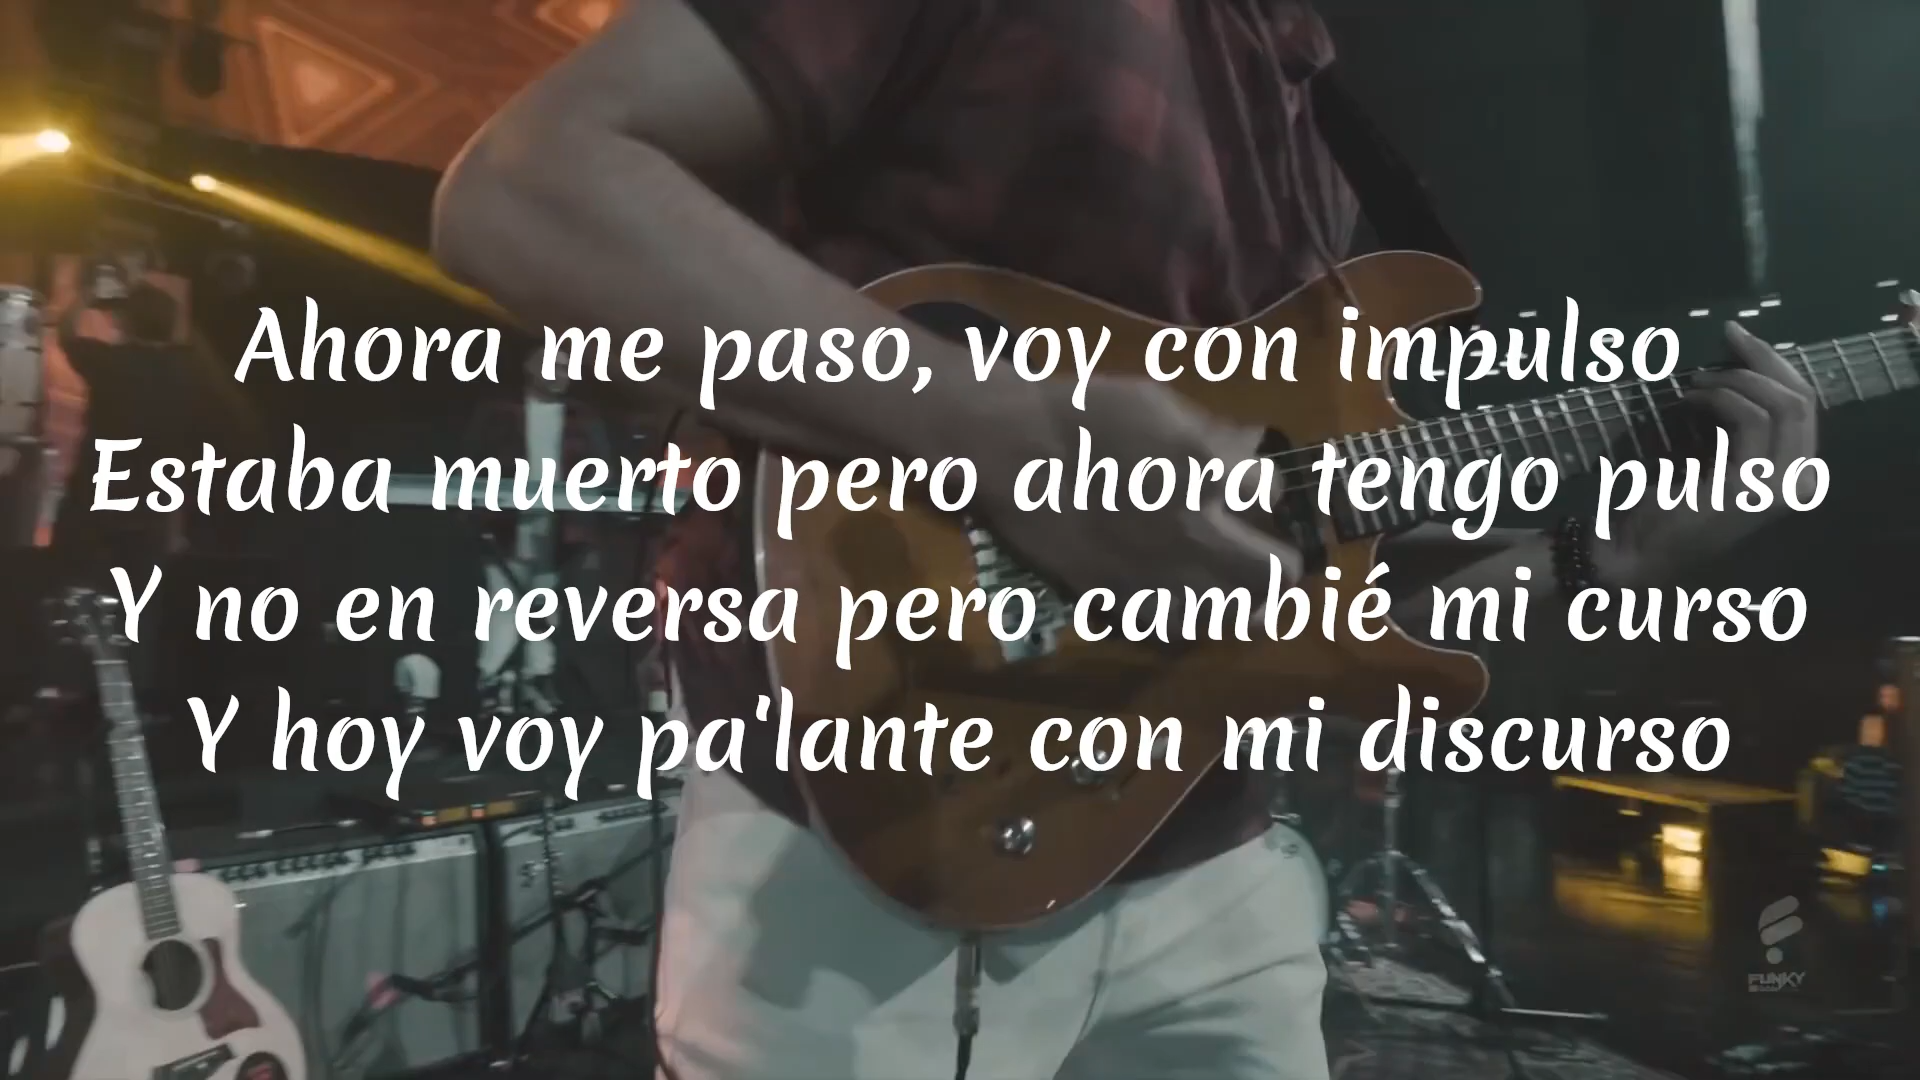 Ahora me paso, voy con impulso
Estaba muerto pero ahora tengo pulso
Y no en reversa pero cambié mi curso
Y hoy voy pa'lante con mi discurso
FUNKY